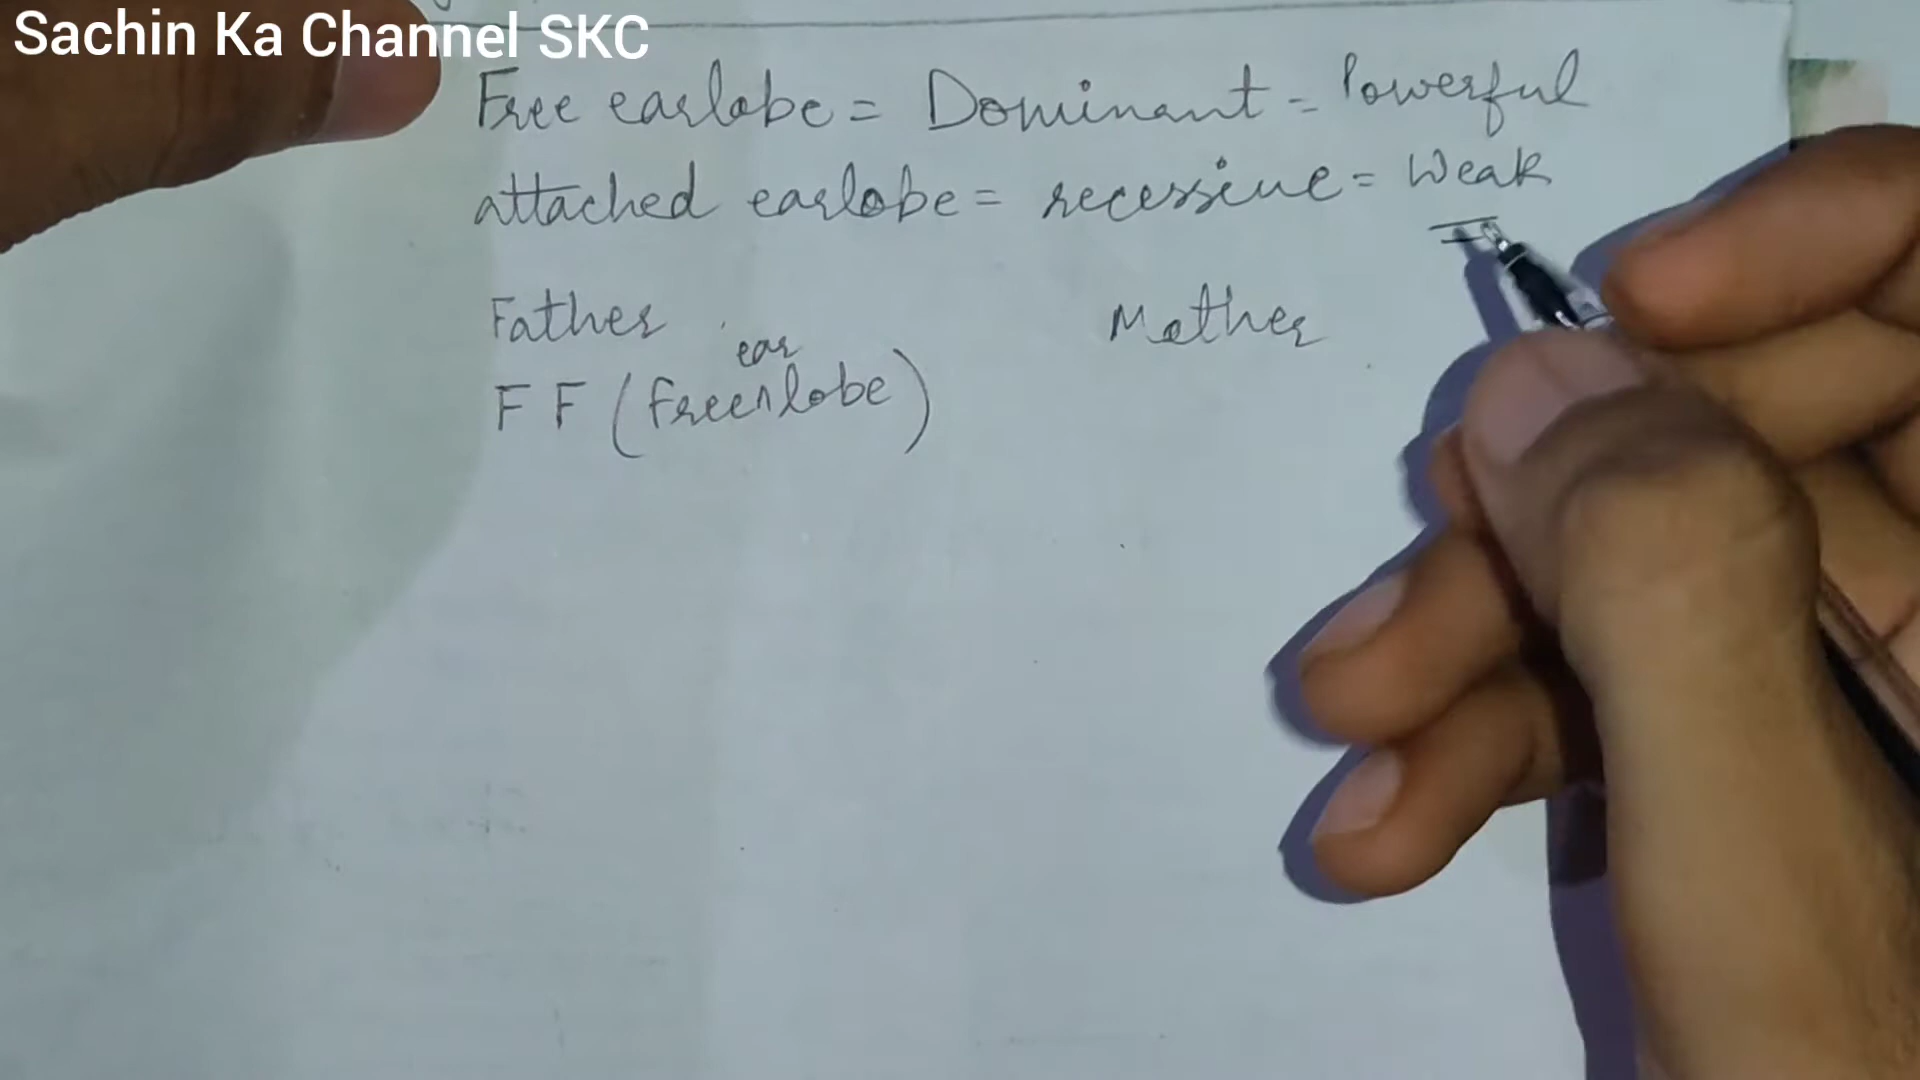 Sachin Ka Channel SKC
Free earlobe = Dominant = Powerful
attached earlobe = recessive = Weak
Father Mother
ear
F F (Free^lobe)